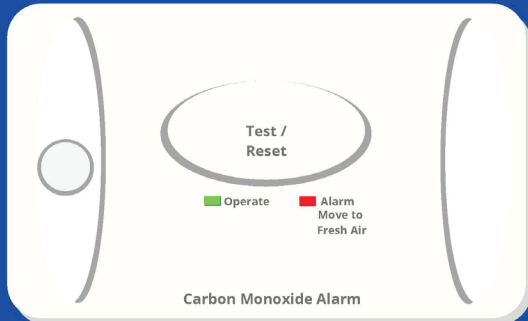 Test /
Reset
Operate
Alarm
Move to
Fresh Air
Carbon Monoxide Alarm